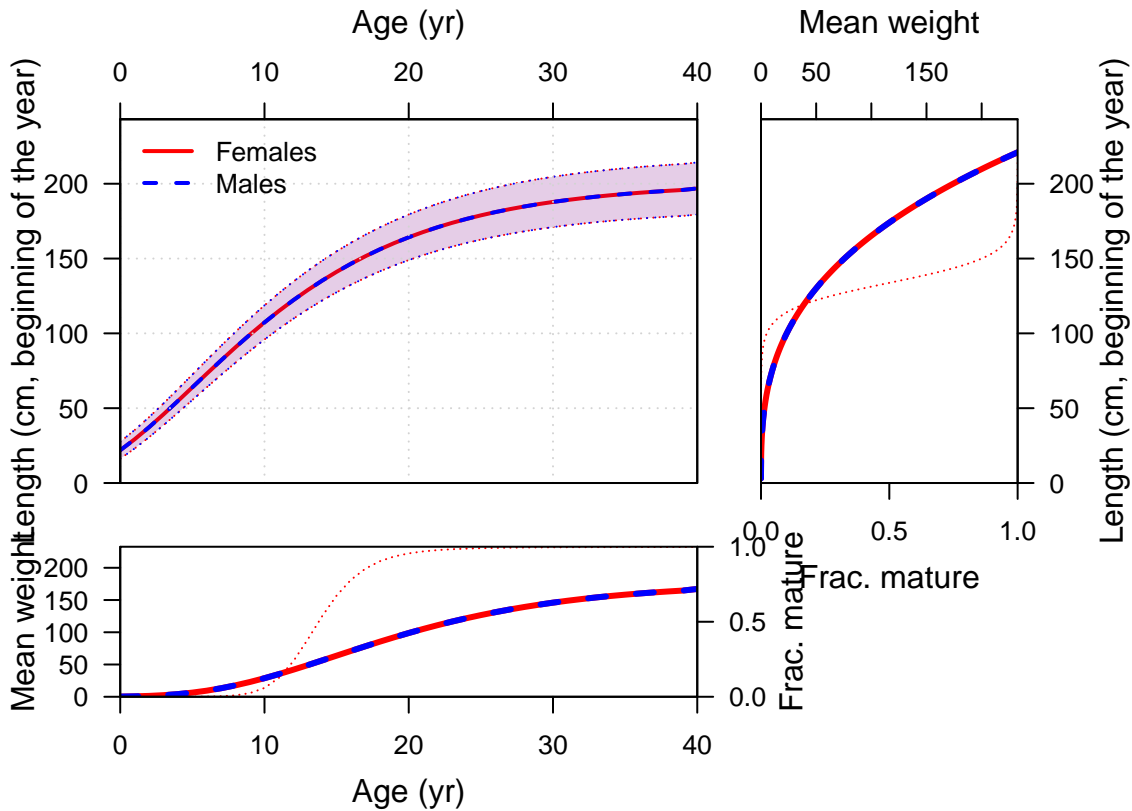 Age (yr)
0 10 20 30 40
Length (cm, beginning of the year)
0 50 100 150 200
Females
Males
Mean weight
0 50 150
Length (cm, beginning of the year)
0 50 100 150 200
0.0 0.5 1.0
Frac. mature
Mean weight
0 50 100 150 200
0.0 0.5 1.0
Frac. mature
0 10 20 30 40
Age (yr)